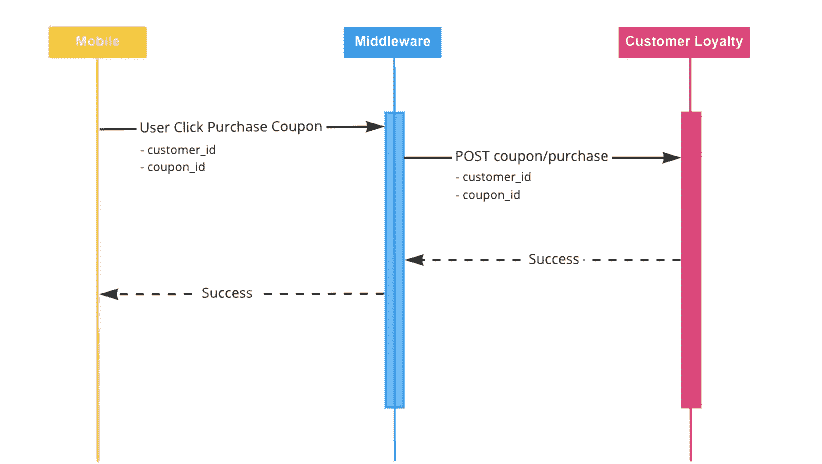 Mobile
Middleware
Customer Loyalty
User Click Purchase Coupon
- customer_id
- coupon_id
POST coupon/purchase
- customer_id
- coupon_id
Success
Success